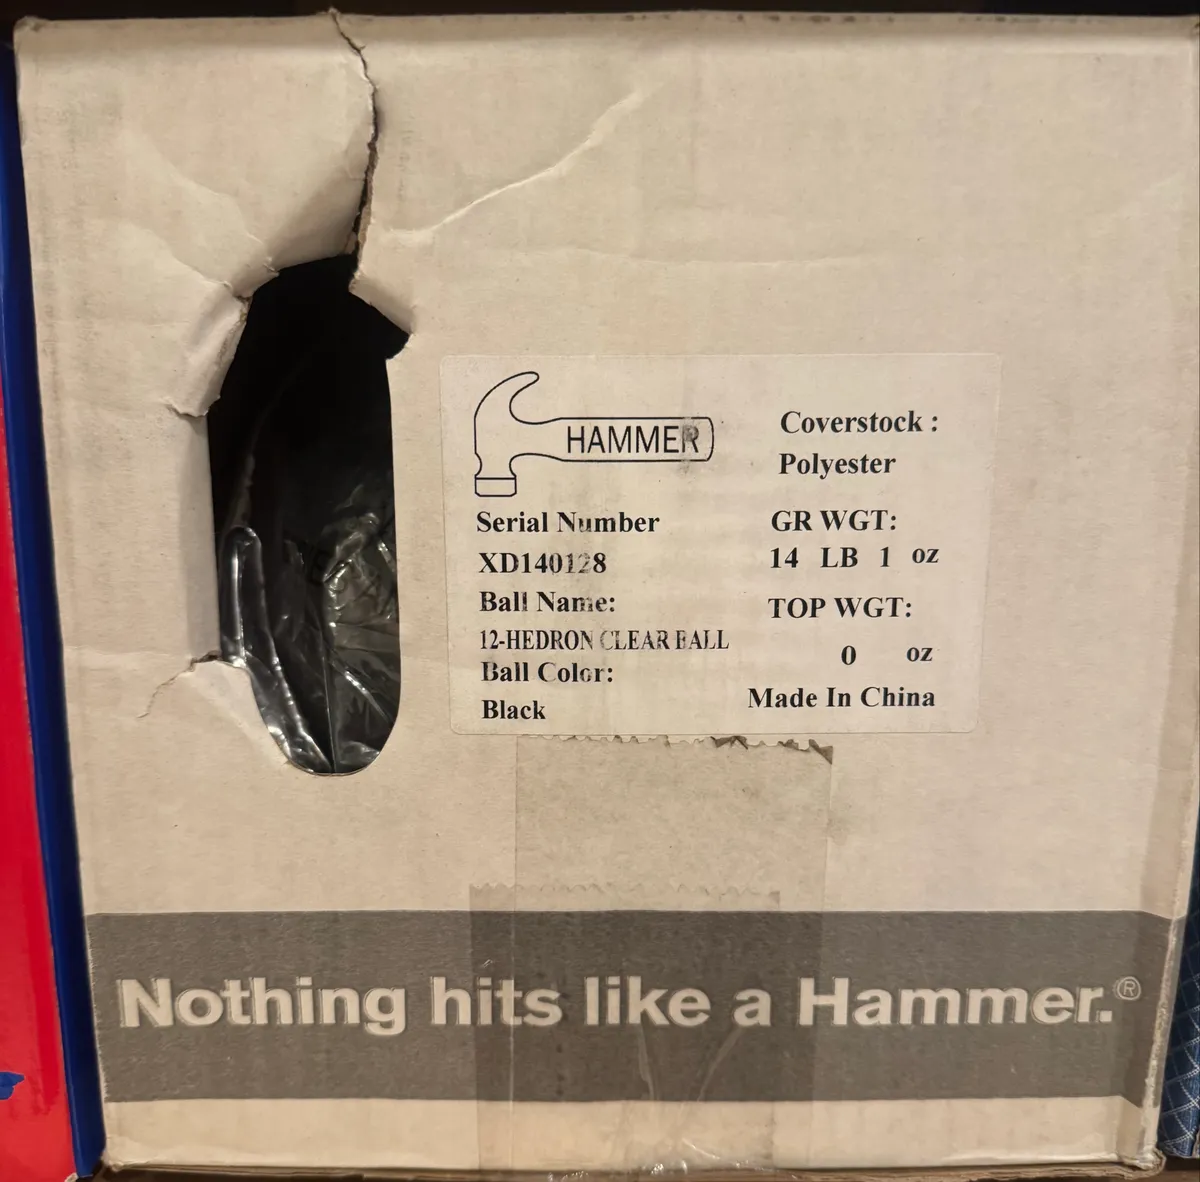 HAMMER
Serial Number
XD140128
Ball Name:
12-HEDRON CLEAR BALL
Ball Color:
Black
Coverstock :
Polyester
GR WGT:
14 LB 1 oz
TOP WGT:
0 oz
Made In China
Nothing hits like a Hammer.®